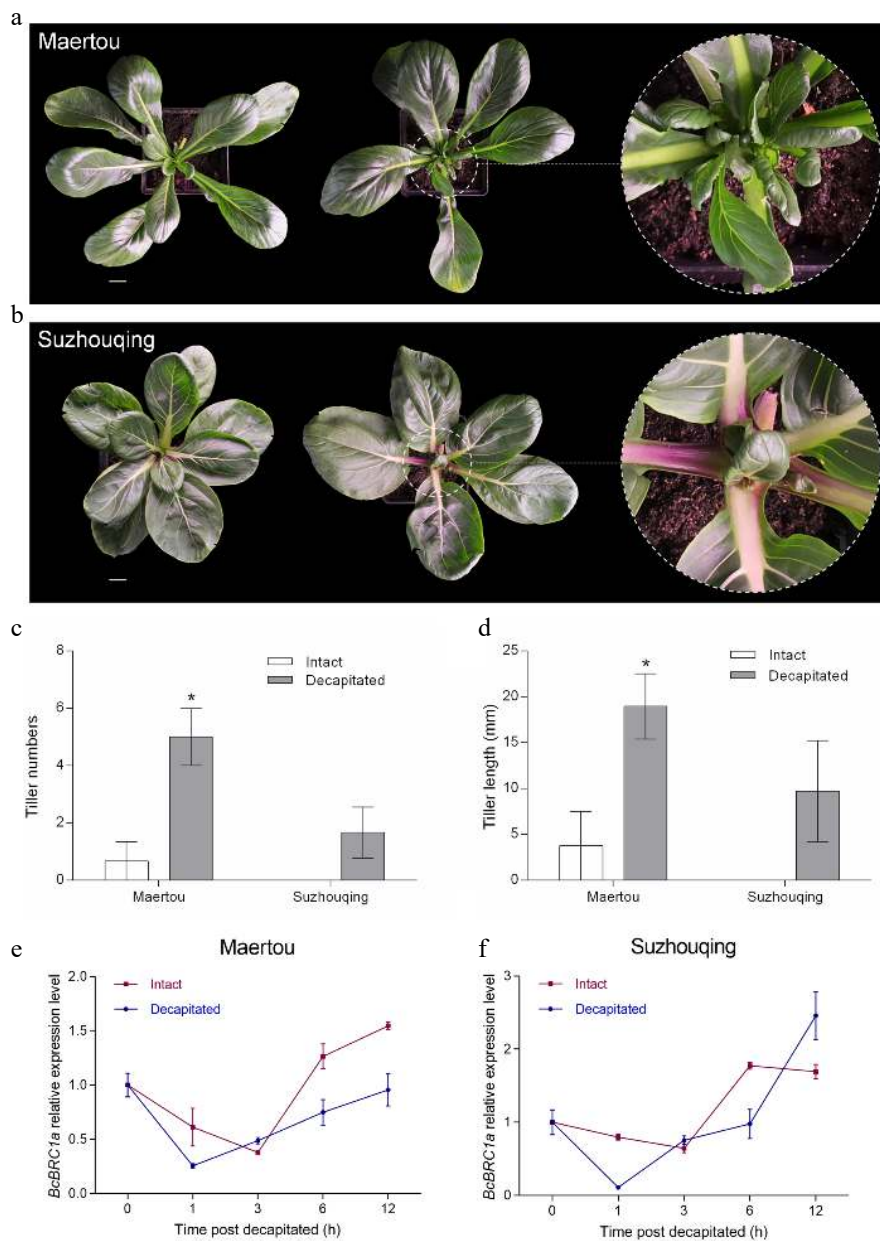 a
Maertou
b
Suzhouqing
c
8
6
4
2
0
Tiller numbers
Intact
Decapitated
*
Maertou
Suzhouqing
d
25
20
15
10
5
0
Tiller length (mm)
Intact
Decapitated
*
Maertou
Suzhouqing
e
Maertou
2.0
1.5
1.0
0.5
0.0
BcBRC1a relative expression level
Intact
Decapitated
0 1 3 6 12
Time post decapitated (h)
f
Suzhouqing
3
2
1
0
BcBRC1a relative expression level
Intact
Decapitated
0 1 3 6 12
Time post decapitated (h)